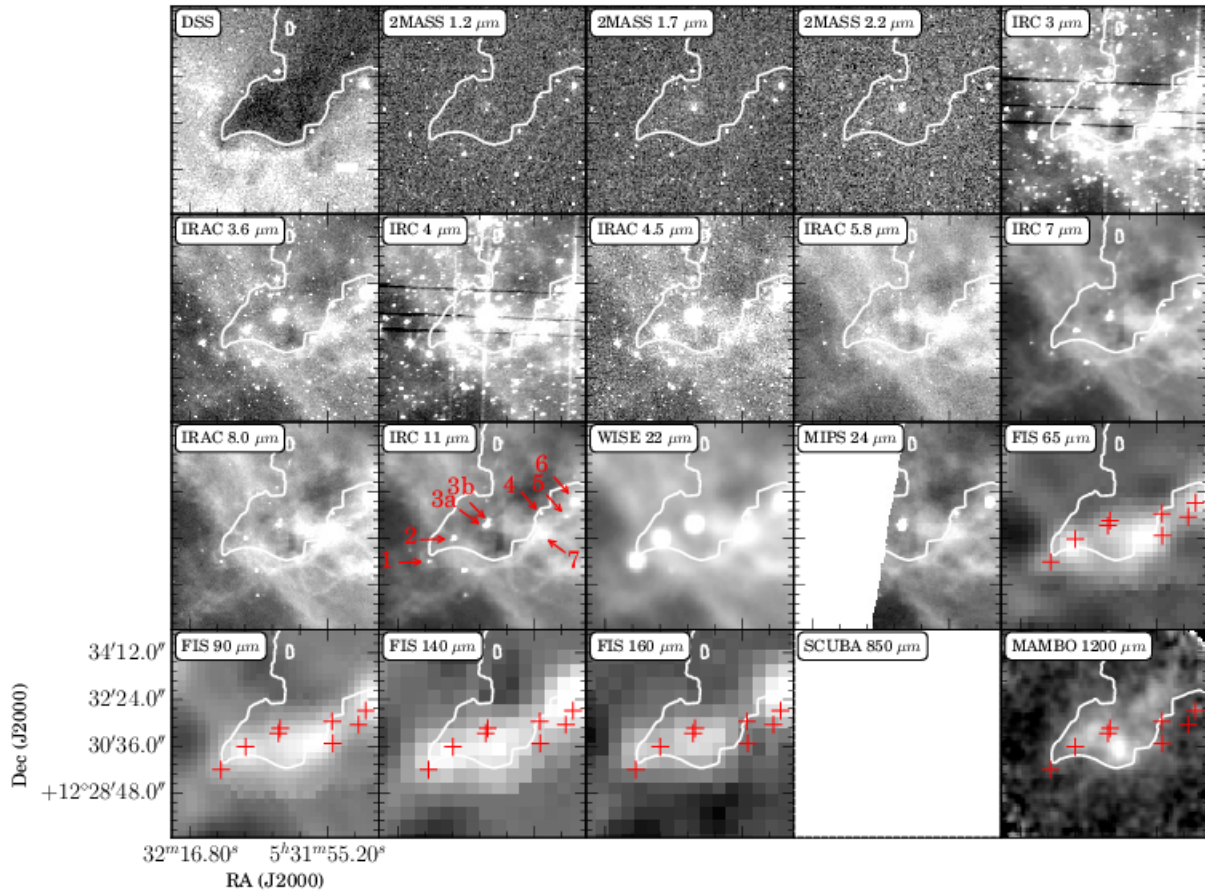 DSS
2MASS 1.2 μm
2MASS 1.7 μm
2MASS 2.2 μm
IRC 3 μm
IRAC 3.6 μm
IRC 4 μm
IRAC 4.5 μm
IRAC 5.8 μm
IRC 7 μm
IRAC 8.0 μm
IRC 11 μm
WISE 22 μm
MIPS 24 μm
FIS 65 μm
3b
3a
4
6
5
2
1
7
FIS 90 μm
FIS 140 μm
FIS 160 μm
SCUBA 850 μm
MAMBO 1200 μm
34′12.0″
32′24.0″
30′36.0″
+12°28′48.0″
Dec (J2000)
32ᵐ16.80ˢ
5ʰ31ᵐ55.20ˢ
RA (J2000)